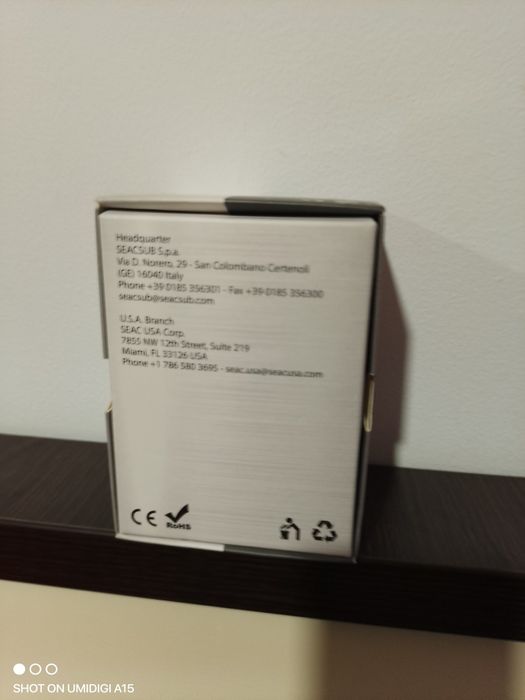 Headquarter
SEACSUB S.p.a.
Via D. Norero, 29 - San Colombano Certenoli
(GE) 16040 Italy
Phone +39 0185 356301 - Fax +39 0185 356300
seacsub@seacsub.com
U.S.A. Branch
SEAC USA Corp.
7855 NW 12th Street, Suite 219
Miami, FL 33126 USA
Phone +1 786 580 3695 - seac.usa@seacusa.com
CE
RoHS
SHOT ON UMIDIGI A15